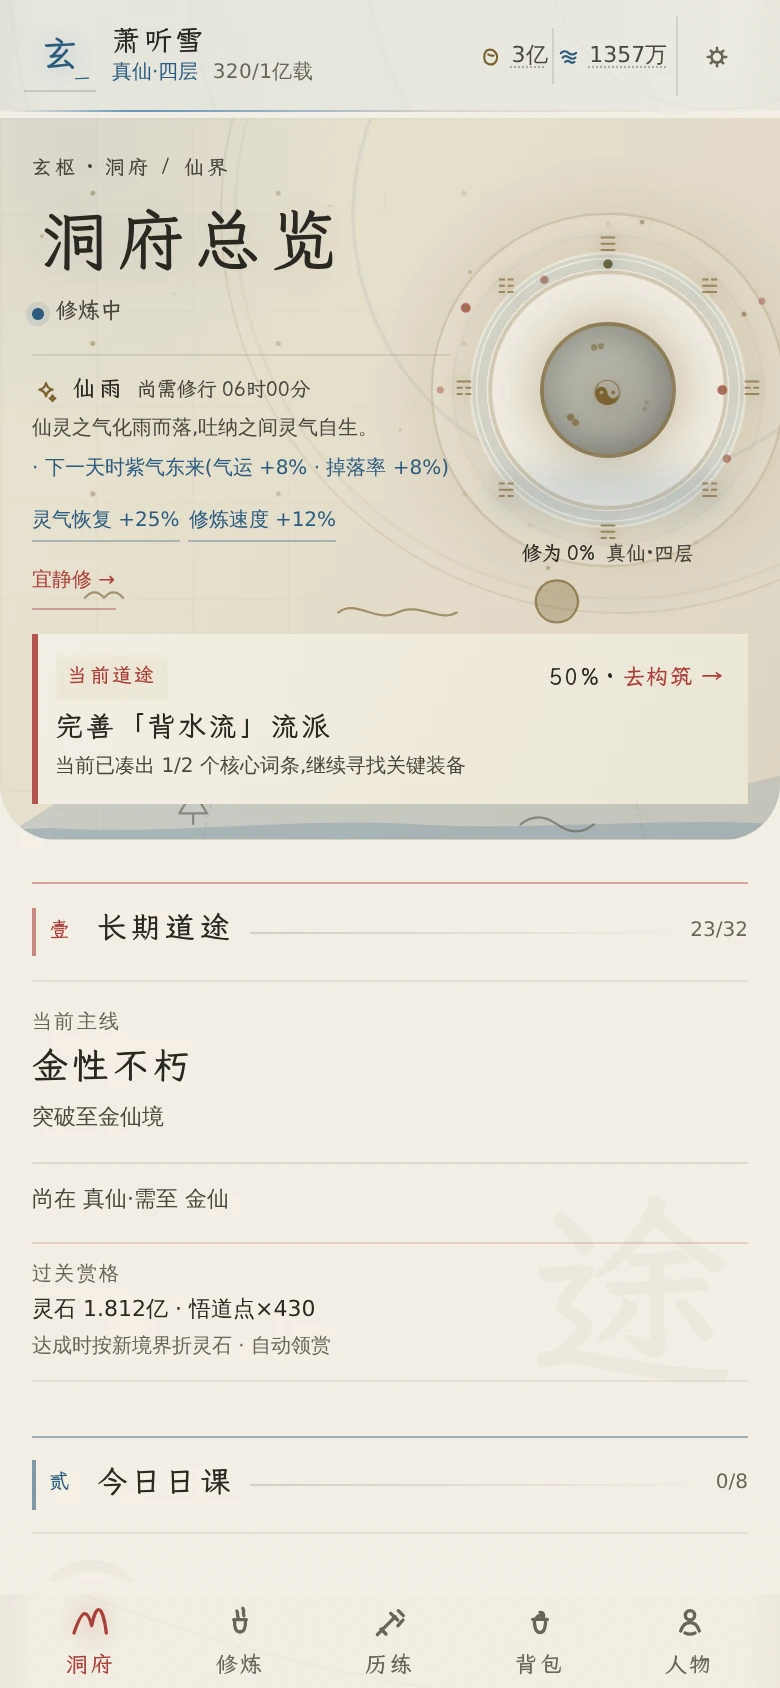 玄
萧听雪
真仙·四层 320/1亿载
3亿 1357万
玄枢·洞府 / 仙界
洞府总览
修炼中
仙雨 尚需修行 06时00分
仙灵之气化雨而落,吐纳之间灵气自生。
· 下一天时紫气东来(气运 +8% · 掉落率 +8%)
灵气恢复 +25% 修炼速度 +12%
宜静修 →
修为 0% 真仙·四层
当前道途
50%·去构筑 →
完善「背水流」流派
当前已凑出 1/2 个核心词条,继续寻找关键装备
壹 长期道途 23/32
当前主线
金性不朽
突破至金仙境
尚在 真仙·需至 金仙
过关赏格
灵石 1.812亿 · 悟道点×430
达成时按新境界折灵石 · 自动领赏
途
贰 今日日课 0/8
洞府 修炼 历练 背包 人物